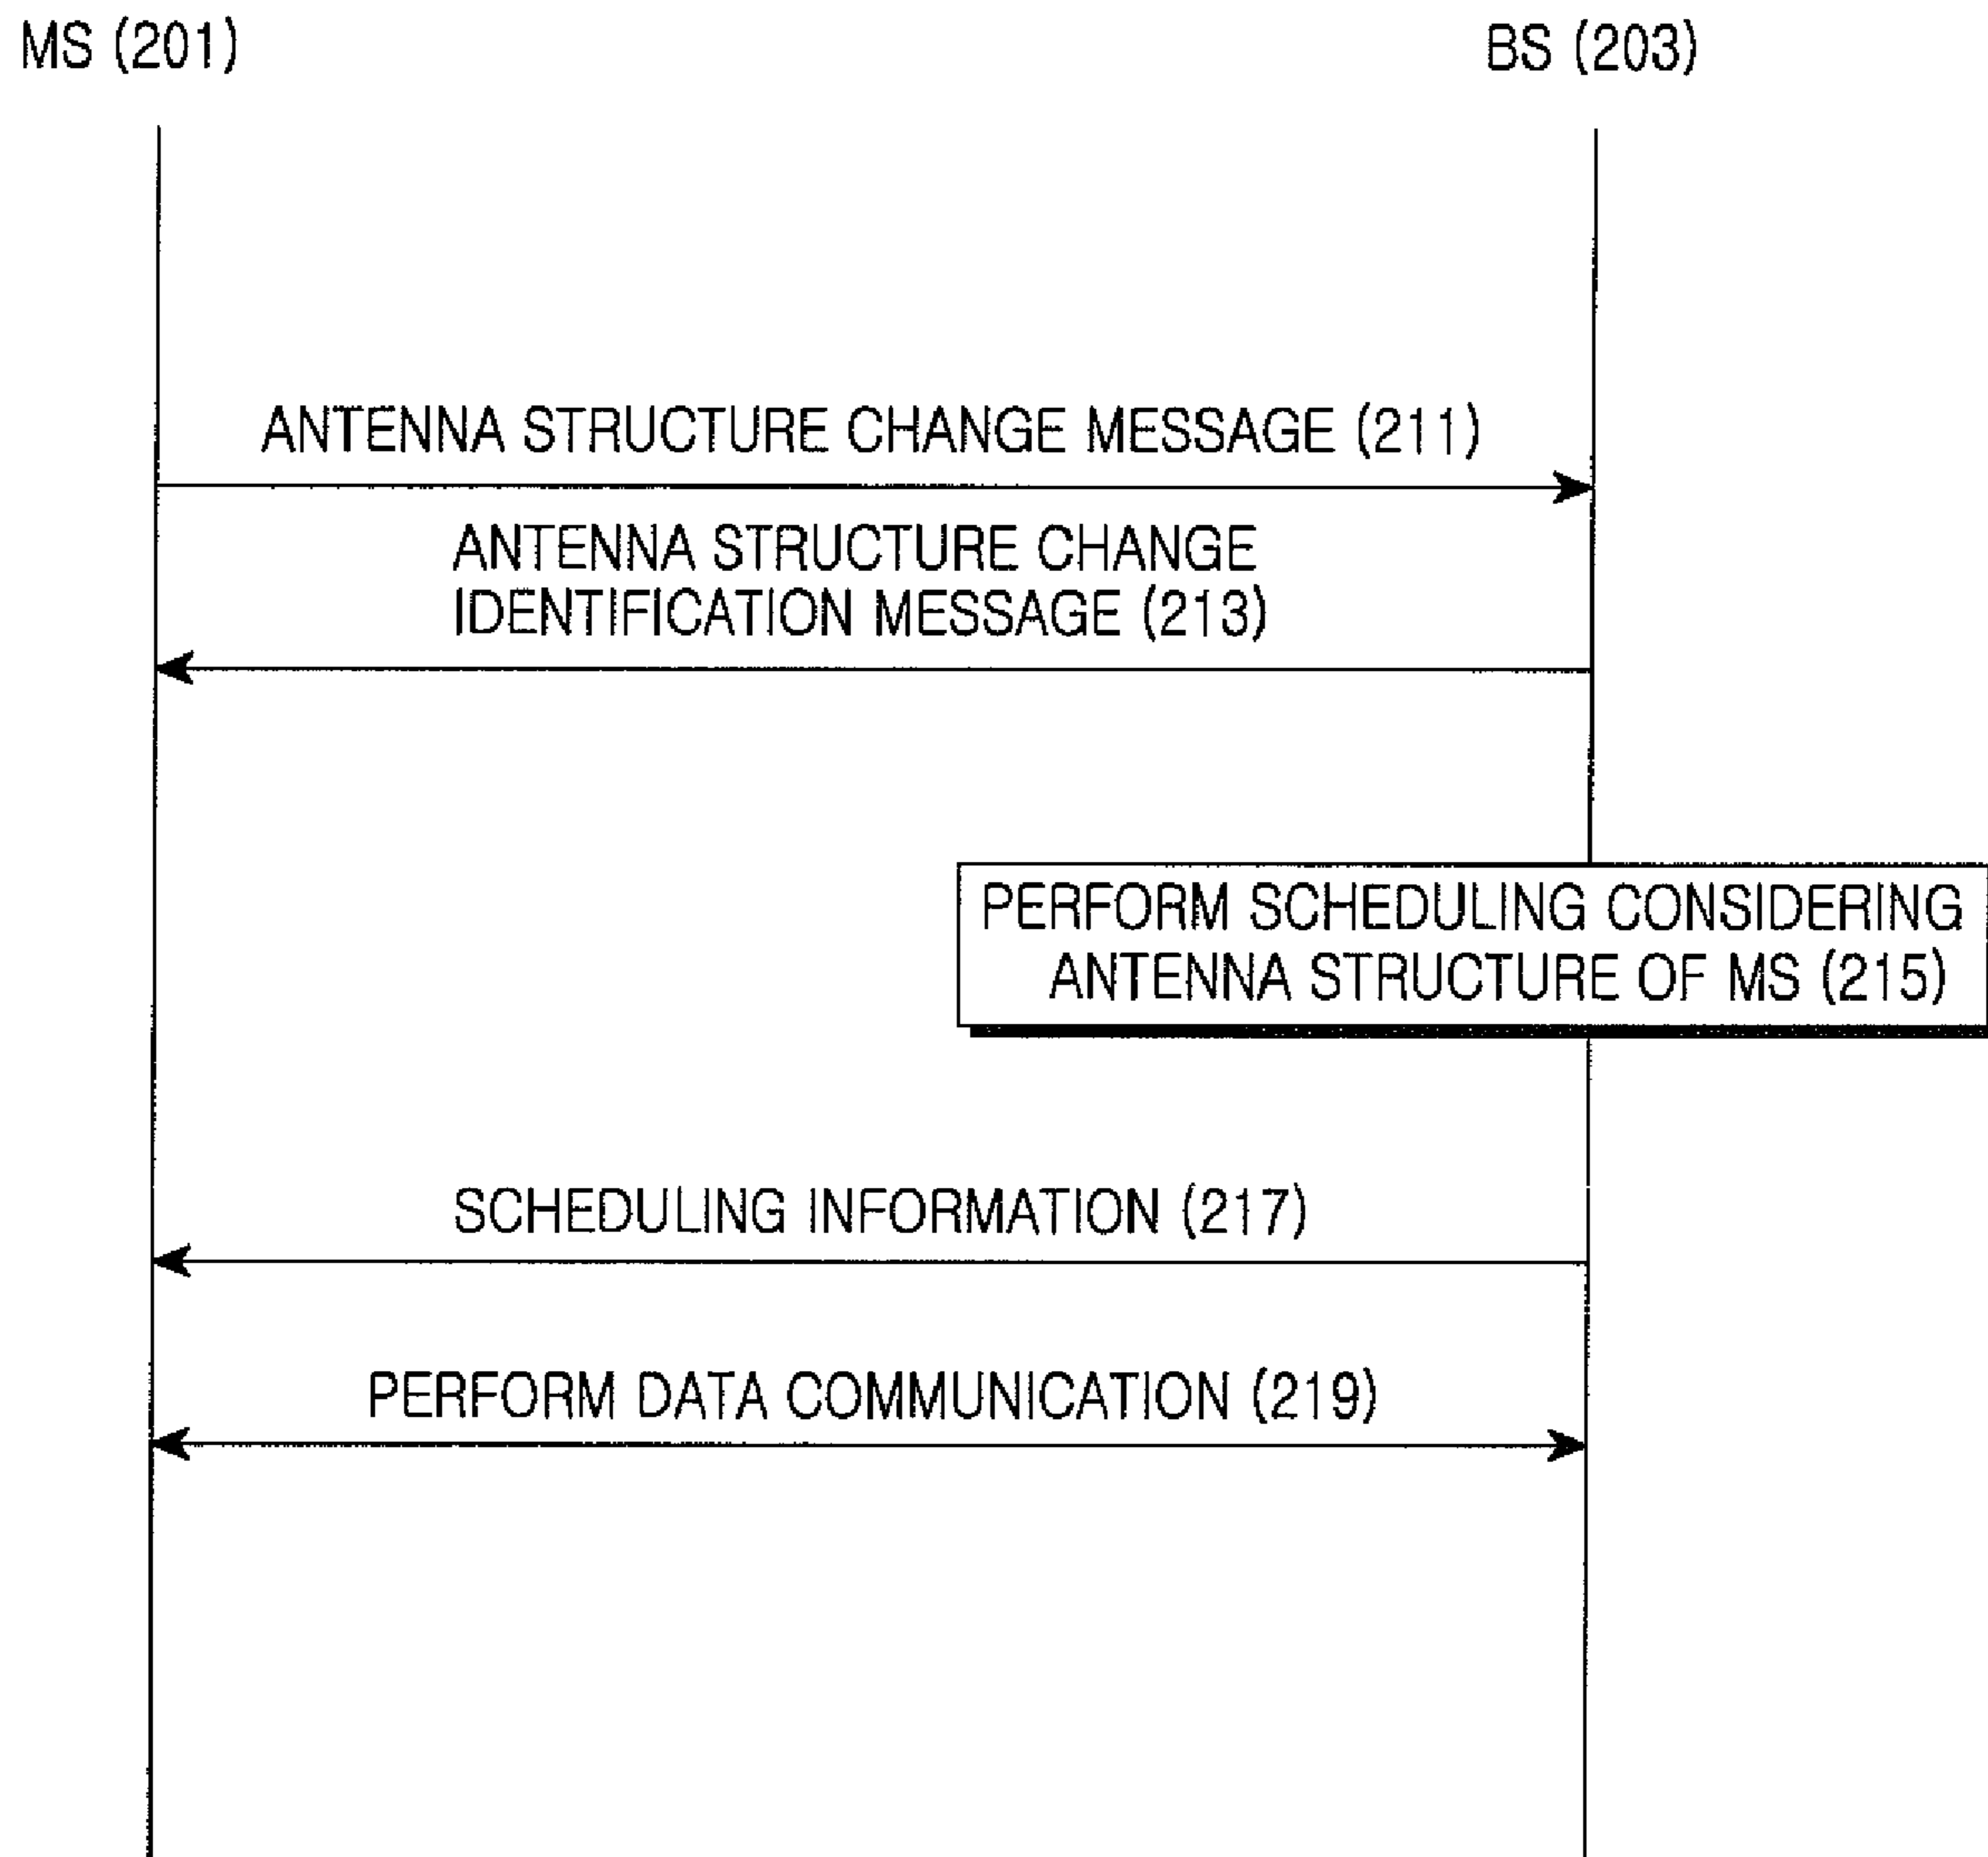 MS (201)
BS (203)
ANTENNA STRUCTURE CHANGE MESSAGE (211)
ANTENNA STRUCTURE CHANGE
IDENTIFICATION MESSAGE (213)
PERFORM SCHEDULING CONSIDERING
ANTENNA STRUCTURE OF MS (215)
SCHEDULING INFORMATION (217)
PERFORM DATA COMMUNICATION (219)